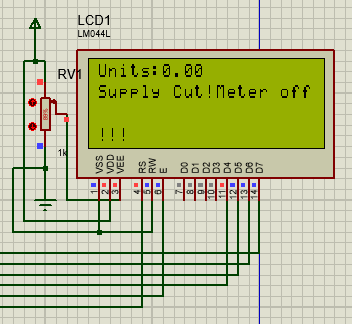 LCD1
LM044L
RV1
Units:0.00
Supply Cut!Meter off
!!!
1k
VSS
VDD
VEE
RS
RW
E
D0
D1
D2
D3
D4
D5
D6
D7
1
2
3
4
5
6
7
8
9
10
11
12
13
14